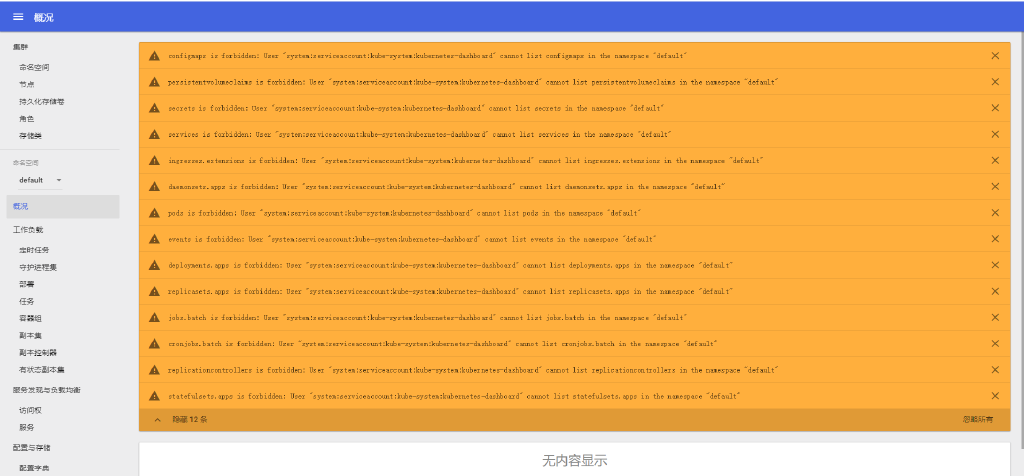 概况
集群
命名空间
节点
持久化存储卷
角色
存储类
命名空间
default
概况
工作负载
定时任务
守护进程集
部署
任务
容器组
副本集
副本控制器
有状态副本集
服务发现与负载均衡
访问权
服务
配置与存储
配置字典
configmaps is forbidden: User "system:serviceaccount:kube-system:kubernetes-dashboard" cannot list configmaps in the namespace "default"
persistentvolumeclaims is forbidden: User "system:serviceaccount:kube-system:kubernetes-dashboard" cannot list persistentvolumeclaims in the namespace "default"
secrets is forbidden: User "system:serviceaccount:kube-system:kubernetes-dashboard" cannot list secrets in the namespace "default"
services is forbidden: User "system:serviceaccount:kube-system:kubernetes-dashboard" cannot list services in the namespace "default"
ingresses.extensions is forbidden: User "system:serviceaccount:kube-system:kubernetes-dashboard" cannot list ingresses.extensions in the namespace "default"
daemonsets.apps is forbidden: User "system:serviceaccount:kube-system:kubernetes-dashboard" cannot list daemonsets.apps in the namespace "default"
pods is forbidden: User "system:serviceaccount:kube-system:kubernetes-dashboard" cannot list pods in the namespace "default"
events is forbidden: User "system:serviceaccount:kube-system:kubernetes-dashboard" cannot list events in the namespace "default"
deployments.apps is forbidden: User "system:serviceaccount:kube-system:kubernetes-dashboard" cannot list deployments.apps in the namespace "default"
replicasets.apps is forbidden: User "system:serviceaccount:kube-system:kubernetes-dashboard" cannot list replicasets.apps in the namespace "default"
jobs.batch is forbidden: User "system:serviceaccount:kube-system:kubernetes-dashboard" cannot list jobs.batch in the namespace "default"
cronjobs.batch is forbidden: User "system:serviceaccount:kube-system:kubernetes-dashboard" cannot list cronjobs.batch in the namespace "default"
replicationcontrollers is forbidden: User "system:serviceaccount:kube-system:kubernetes-dashboard" cannot list replicationcontrollers in the namespace "default"
statefulsets.apps is forbidden: User "system:serviceaccount:kube-system:kubernetes-dashboard" cannot list statefulsets.apps in the namespace "default"
隐藏 12 条
忽略所有
无内容显示